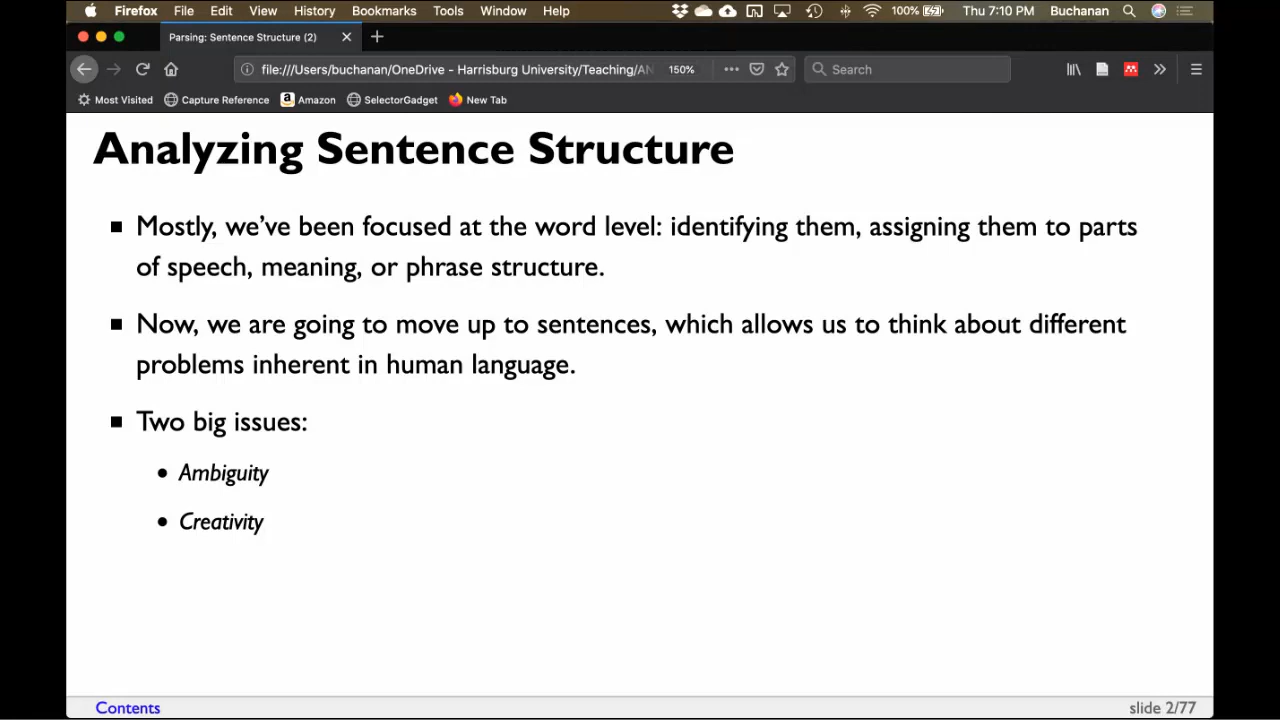 Firefox File Edit View History Bookmarks Tools Window Help 100% Thu 7:10 PM Buchanan
Parsing: Sentence Structure (2)
file:///Users/buchanan/OneDrive - Harrisburg University/Teaching/AN 150% Search
Most Visited Capture Reference Amazon SelectorGadget New Tab
Analyzing Sentence Structure
Mostly, we’ve been focused at the word level: identifying them, assigning them to parts
of speech, meaning, or phrase structure.
Now, we are going to move up to sentences, which allows us to think about different
problems inherent in human language.
Two big issues:
Ambiguity
Creativity
Contents slide 2/77